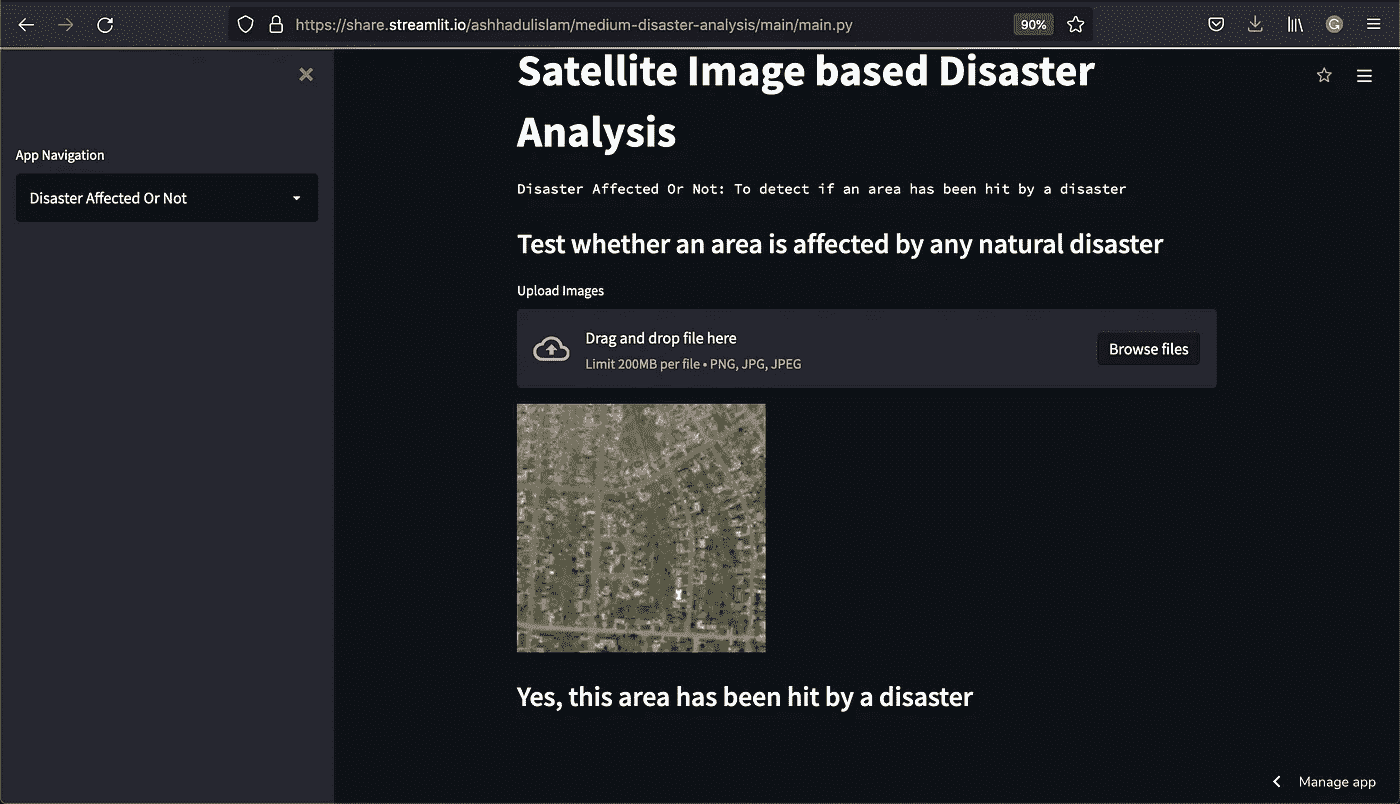 https://share.streamlit.io/ashhadulislam/medium-disaster-analysis/main/main.py
90%
G
App Navigation
Disaster Affected Or Not
Satellite Image based Disaster
Analysis
Disaster Affected Or Not: To detect if an area has been hit by a disaster
Test whether an area is affected by any natural disaster
Upload Images
Drag and drop file here
Limit 200MB per file • PNG, JPG, JPEG
Browse files
Yes, this area has been hit by a disaster
Manage app